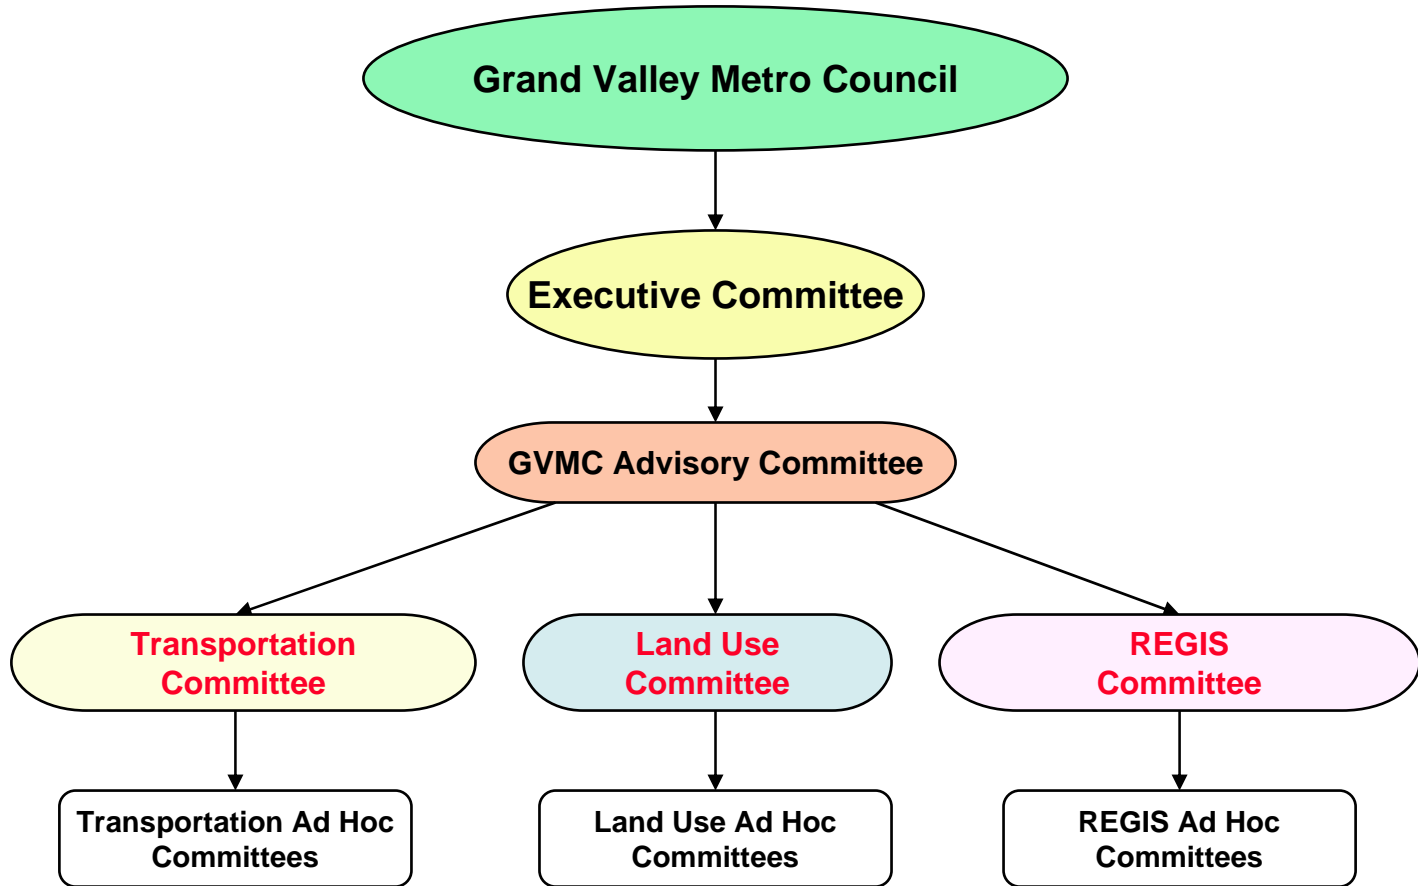 Grand Valley Metro Council
Executive Committee
GVMC Advisory Committee
Transportation
Committee
Land Use
Committee
REGIS
Committee
Transportation Ad Hoc
Committees
Land Use Ad Hoc
Committees
REGIS Ad Hoc
Committees